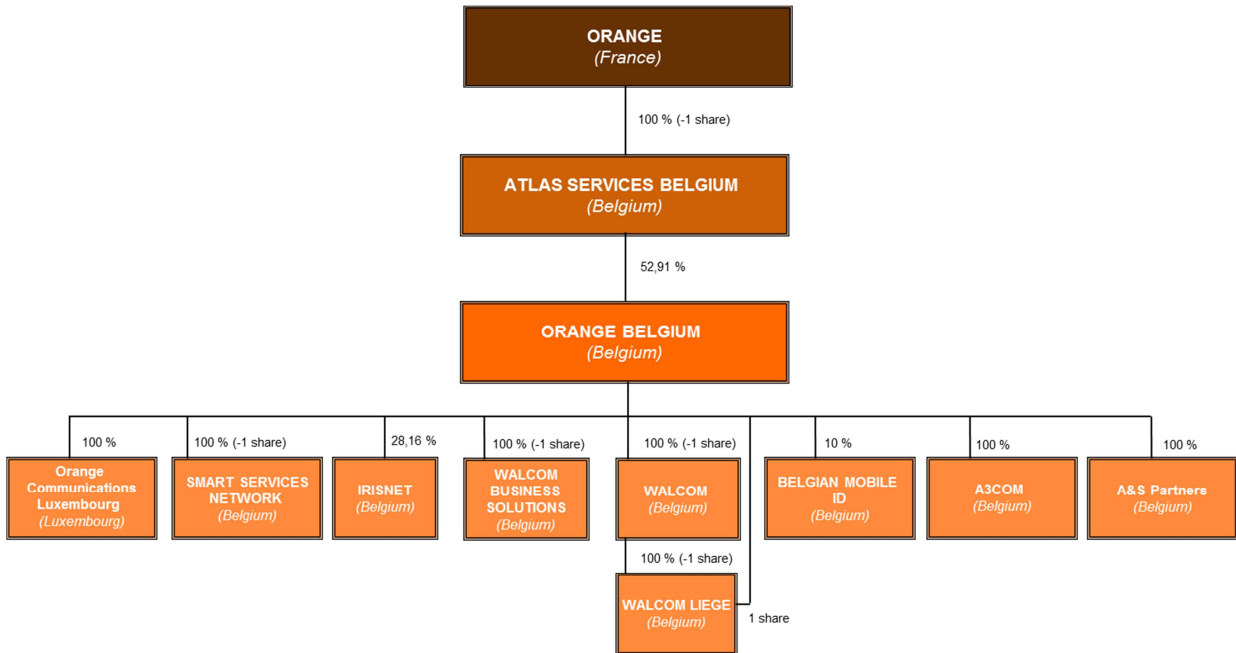 ORANGE
(France)
100 % (-1 share)
ATLAS SERVICES BELGIUM
(Belgium)
52,91 %
ORANGE BELGIUM
(Belgium)
100 %
100 % (-1 share)
28,16 %
100 % (-1 share)
100 % (-1 share)
10 %
100 %
100 %
Orange
Communications
Luxembourg
(Luxembourg)
SMART SERVICES
NETWORK
(Belgium)
IRISNET
(Belgium)
WALCOM
BUSINESS
SOLUTIONS
(Belgium)
WALCOM
(Belgium)
BELGIAN MOBILE
ID
(Belgium)
A3COM
(Belgium)
A&S Partners
(Belgium)
100 % (-1 share)
WALCOM LIEGE
(Belgium)
1 share